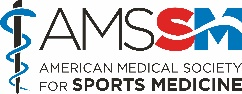 AMSSM
AMERICAN MEDICAL SOCIETY
FOR SPORTS MEDICINE